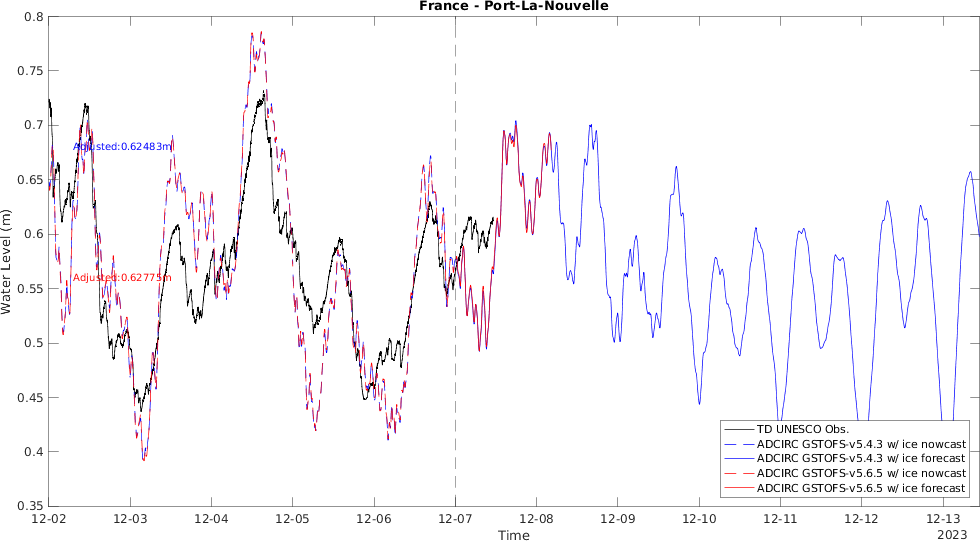 France - Port-La-Nouvelle
0.8
0.75
0.7
0.65
0.6
0.55
0.5
0.45
0.4
0.35
Water Level (m)
Adjusted:0.62483m
Adjusted:0.62775m
TD UNESCO Obs.
ADCIRC GSTOFS-v5.4.3 w/ ice nowcast
ADCIRC GSTOFS-v5.4.3 w/ ice forecast
ADCIRC GSTOFS-v5.6.5 w/ ice nowcast
ADCIRC GSTOFS-v5.6.5 w/ ice forecast
12-02 12-03 12-04 12-05 12-06 12-07 12-08 12-09 12-10 12-11 12-12 12-13
Time
2023